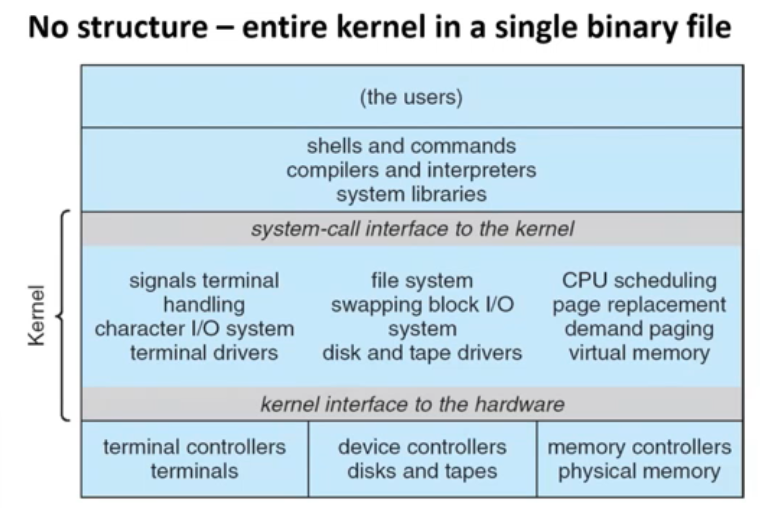 No structure – entire kernel in a single binary file
(the users)
shells and commands
compilers and interpreters
system libraries
system-call interface to the kernel
Kernel
signals terminal
handling
character I/O system
terminal drivers
file system
swapping block I/O
system
disk and tape drivers
CPU scheduling
page replacement
demand paging
virtual memory
kernel interface to the hardware
terminal controllers
terminals
device controllers
disks and tapes
memory controllers
physical memory